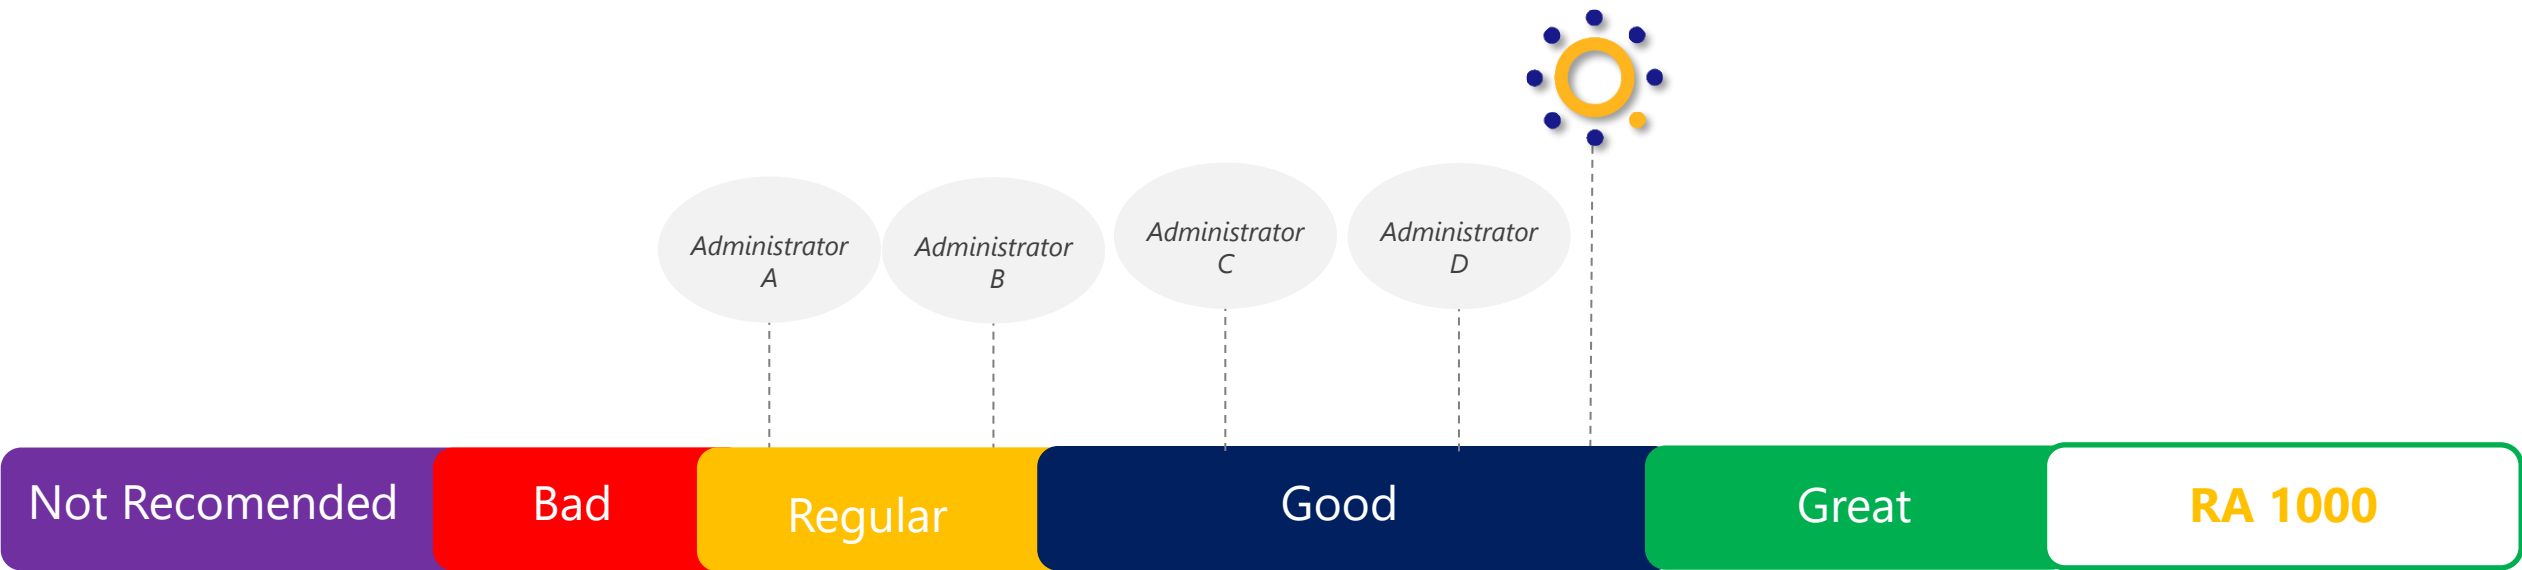 Administrator
A
Administrator
B
Administrator
C
Administrator
D
Not Recomended
Bad
Regular
Good
Great
RA 1000